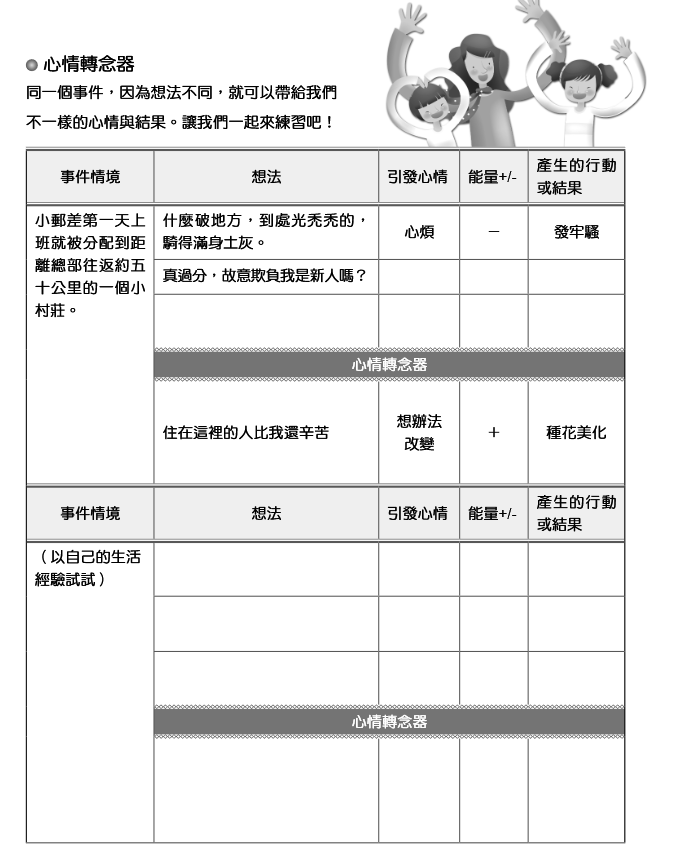 心情轉念器
同一個事件，因為想法不同，就可以帶給我們
不一樣的心情與結果。讓我們一起來練習吧！
事件情境 想法 引發心情 能量+/- 產生的行動
或結果
小郵差第一天上
班就被分配到距
離總部往返約五
十公里的一個小
村莊。
什麼破地方，到處光禿禿的，
騎得滿身土灰。
心煩
－
發牢騷
真過分，故意欺負我是新人嗎？
心情轉念器
住在這裡的人比我還辛苦
想辦法
改變
＋
種花美化
事件情境 想法 引發心情 能量+/- 產生的行動
或結果
（以自己的生活
經驗試試）
心情轉念器